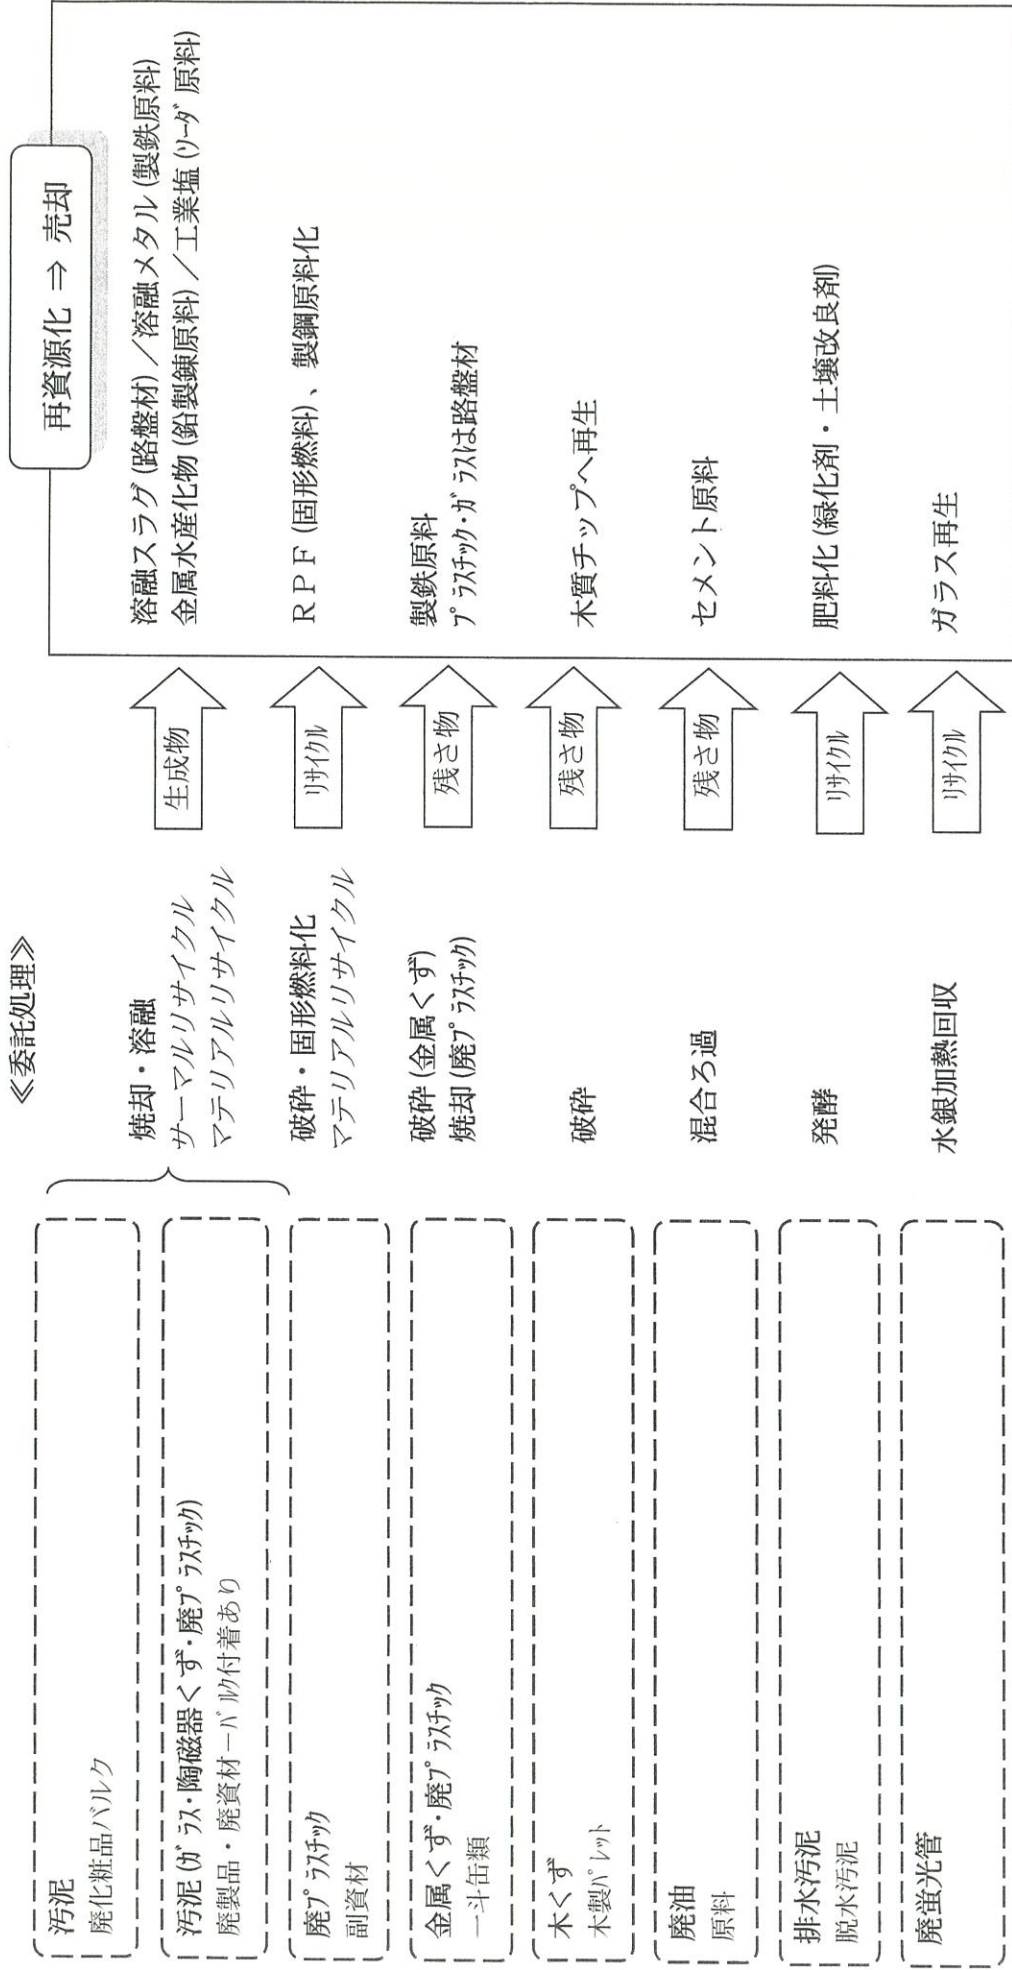 ≪委託処理≫
再資源化 ⇒ 売却
汚泥
廃化粧品バルク
汚泥(ガラス・陶磁器くず・廃プラスチック)
廃製品・廃資材ーバルク付着あり
焼却・溶融
サーマルリサイクル
マテリアルリサイクル
生成物
溶融スラグ(路盤材)／溶融メタル(製鉄原料)
金属水産化物(鉛製錬原料)／工業塩(ソーダ原料)
廃プラスチック
副資材
破砕・固形燃料化
マテリアルリサイクル
リサイクル
ＲＰＦ(固形燃料)、製鋼原料化
金属くず・廃プラスチック
一斗缶類
破砕(金属くず)
焼却(廃プラスチック)
残さ物
製鉄原料
プラスチック・ガラスは路盤材
木くず
木製パレット
破砕
残さ物
木質チップへ再生
廃油
原料
混合ろ過
残さ物
セメント原料
排水汚泥
脱水汚泥
発酵
リサイクル
肥料化(緑化剤・土壌改良剤)
廃蛍光管
水銀加熱回収
リサイクル
ガラス再生